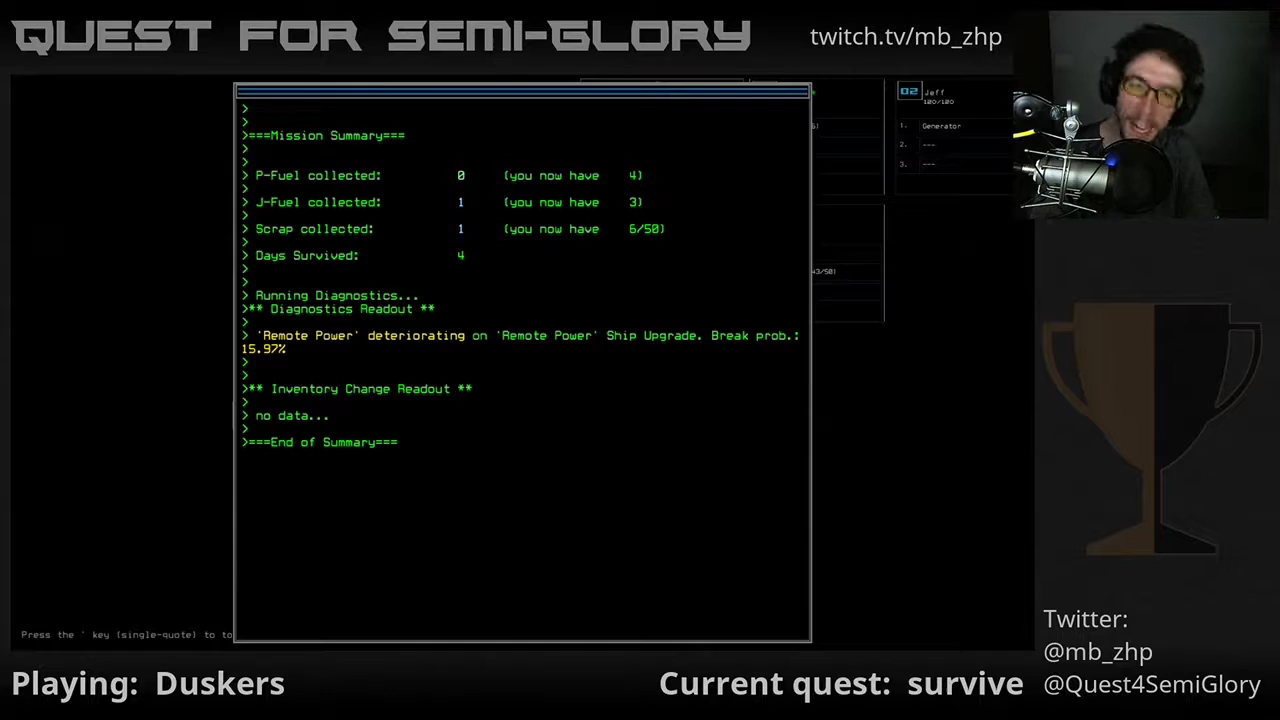 QUEST FOR SEMI-GLORY
twitch.tv/mb_zhp
02 Jeff
100/100
1. Generator
2. ---
3. ---
>
>
>===Mission Summary===
>
>
> P-Fuel collected: 0 (you now have 4)
>
> J-Fuel collected: 1 (you now have 3)
>
> Scrap collected: 1 (you now have 6/50)
>
> Days Survived: 4
>
>
> Running Diagnostics...
>** Diagnostics Readout **
>
> 'Remote Power' deteriorating on 'Remote Power' Ship Upgrade. Break prob.:
15.97%
>
>
>** Inventory Change Readout **
>
> no data...
>
>===End of Summary===
43/50)
Press the ' key (single-quote) to to
Twitter:
@mb_zhp
@Quest4SemiGlory
Playing: Duskers
Current quest: survive